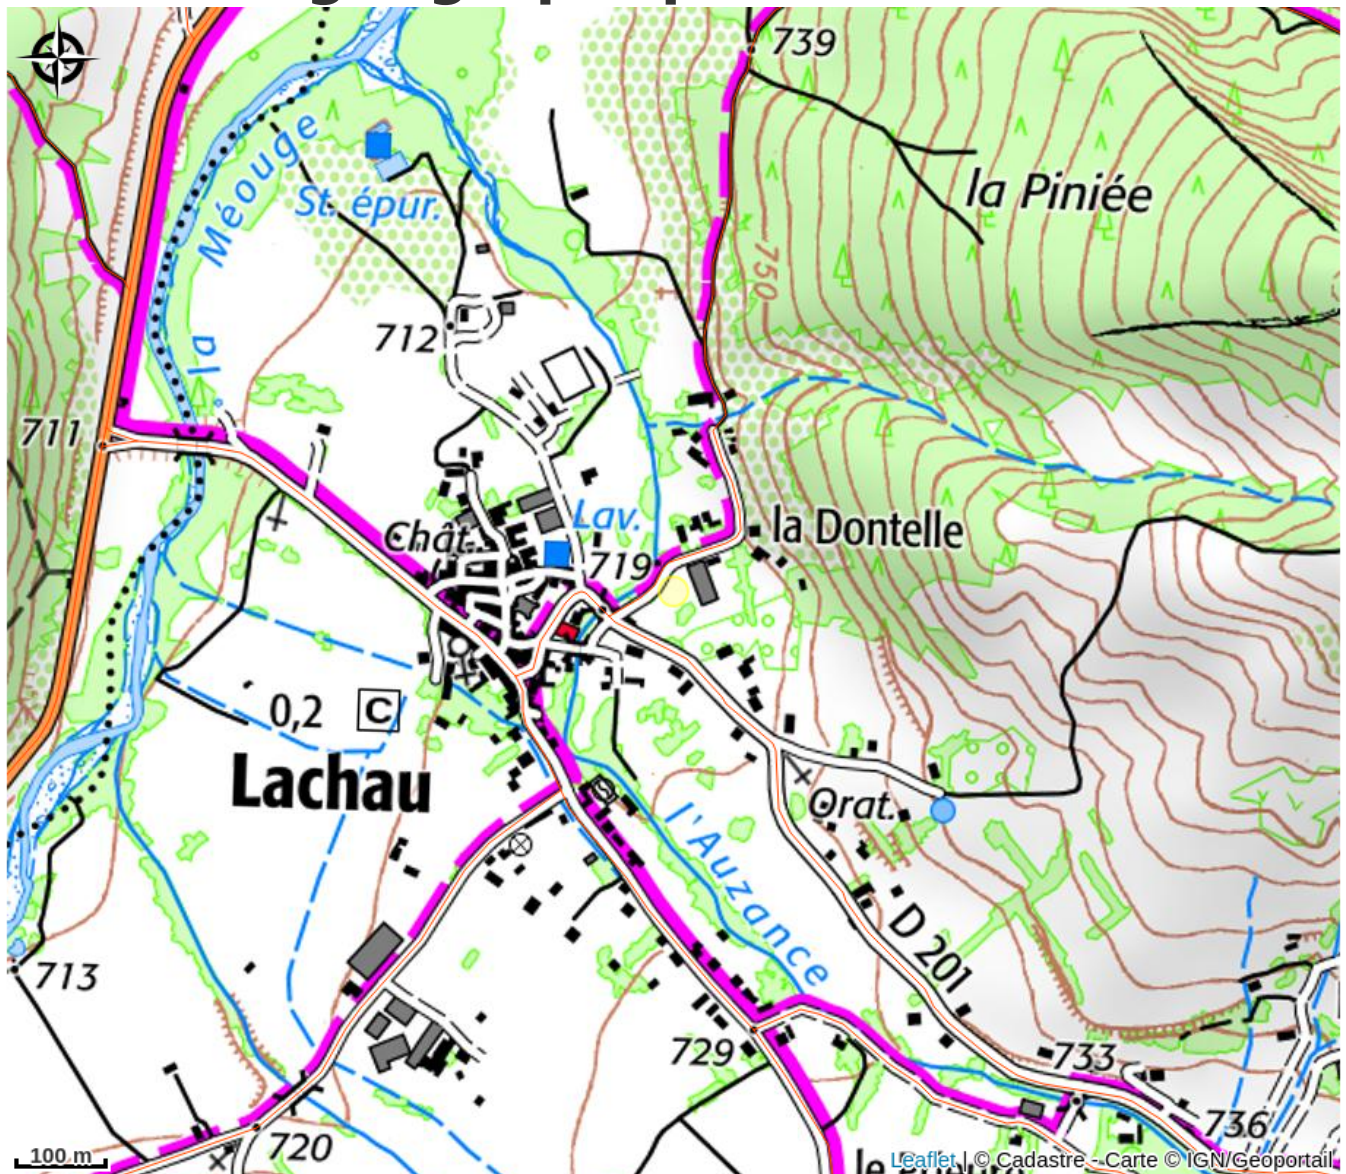 739
la Piniée
la Méouge
St. épur.
750
712
711
Chât.
Lav.
719
la Dontelle
0,2
C
Lachau
Orat.
l'Auzance
D 201
713
729
733
736
720
100 m
Leaflet | © Cadastre - Carte © IGN/Géoportail